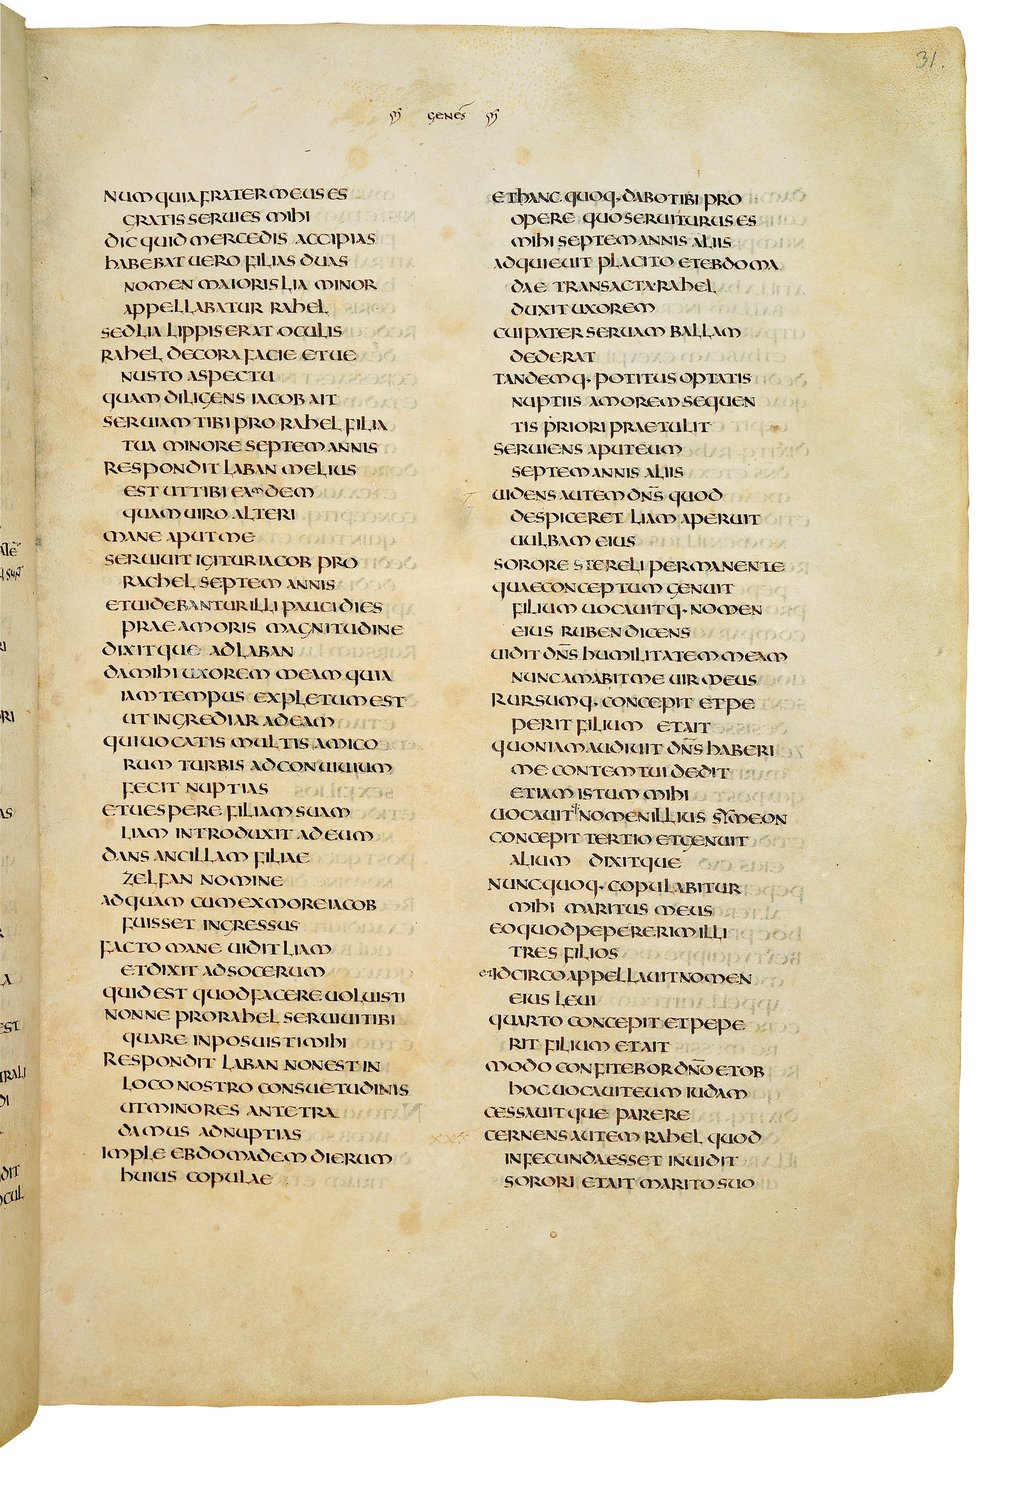 31.
genes
num quia frater meus es
gratis seruies mihi
dic quid mercedis accipias
habebat uero filias duas
nomen maioris lia minor
appellabatur rahel
sed lia lippis erat oculis
rahel decora facie et ue
nusto aspectu
quam diligens iacob ait
seruiam tibi pro rahel filia
tua minore septem annis
respondit laban melius
est ut tibi eamdem
quam uiro alteri
mane aput me
seruiuit igitur iacob pro
rachel septem annis
et uidebantur illi pauci dies
prae amoris magnitudine
dixitque ad laban
da mihi uxorem meam quia
iam tempus expletum est
ut ingrediar ad eam
qui uocatis multis amico
rum turbis ad conuiuium
fecit nuptias
et uespere filiam suam
liam introduxit ad eum
dans ancillam filiae
zelfan nomine
ad quam cum ex more iacob
fuisset ingressus
facto mane uidit liam
et dixit ad socerum
quid est quod facere uoluisti
nonne pro rahel seruiui tibi
quare inposuisti mihi
respondit laban non est in
loco nostro consuetudinis
ut minores ante tra
damus ad nuptias
imple ebdomadem dierum
huius copulae
et hanc quoq· dabo tibi pro
opere quo seruiturus es
mihi septem annis aliis
adquieuit placito et ebdoma
dae transacta rahel
duxit uxorem
cui pater seruam ballam
dederat
tandemq· potitus optatis
nuptiis amorem sequen
tis priori praetulit
seruiens aput eum
septem annis aliis
uidens autem dn̄s quod
despiceret liam aperuit
uulbam eius
sorore stereli permanente
quae conceptum genuit
filium uocauitq· nomen
eius ruben dicens
uidit dn̄s humilitatem meam
nunc amabit me uir meus
rursumq· concepit et pe
perit filium et ait
quoniam audiuit dn̄s haberi
me contemtui dedit
etiam istum mihi
uocauit nomen illius symeon
concepit tertio et genuit
alium dixitque
nunc quoq· copulabitur
mihi maritus meus
eo quod pepererim illi
tres filios
et idcirco appellauit nomen
eius leui
quarto concepit et pepe
rit filium et ait
modo confitebor dn̄o et ob
hoc uocauit eum iudam
cessauitque parere
cernens autem rahel quod
infecunda esset inuidit
sorori et ait marito suo